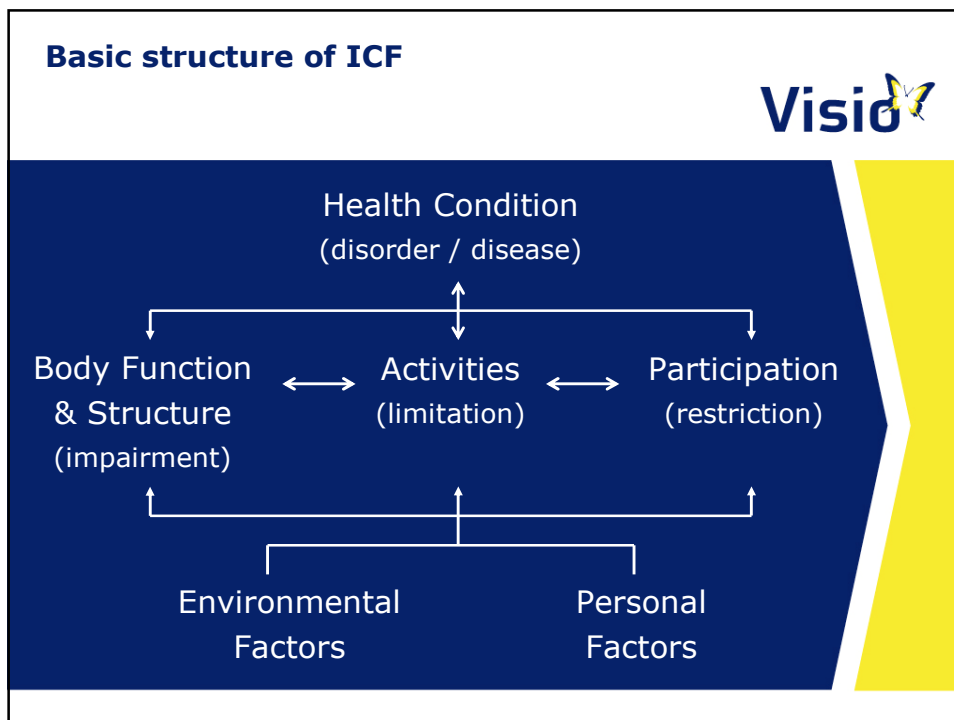 Basic structure of ICF
Visio
Health Condition
(disorder / disease)
Body Function
& Structure
(impairment)
Activities
(limitation)
Participation
(restriction)
Environmental
Factors
Personal
Factors